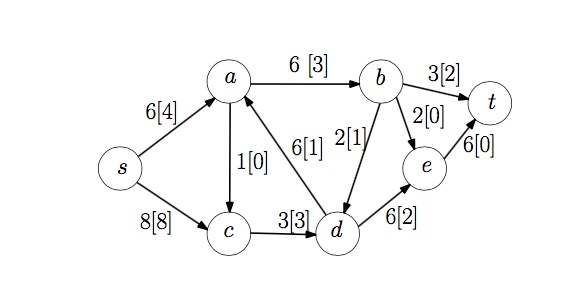 6 [3]
a
b
3[2]
t
6[4]
2[0]
6[1]
2[1]
6[0]
1[0]
s
e
8[8]
3[3]
6[2]
c
d